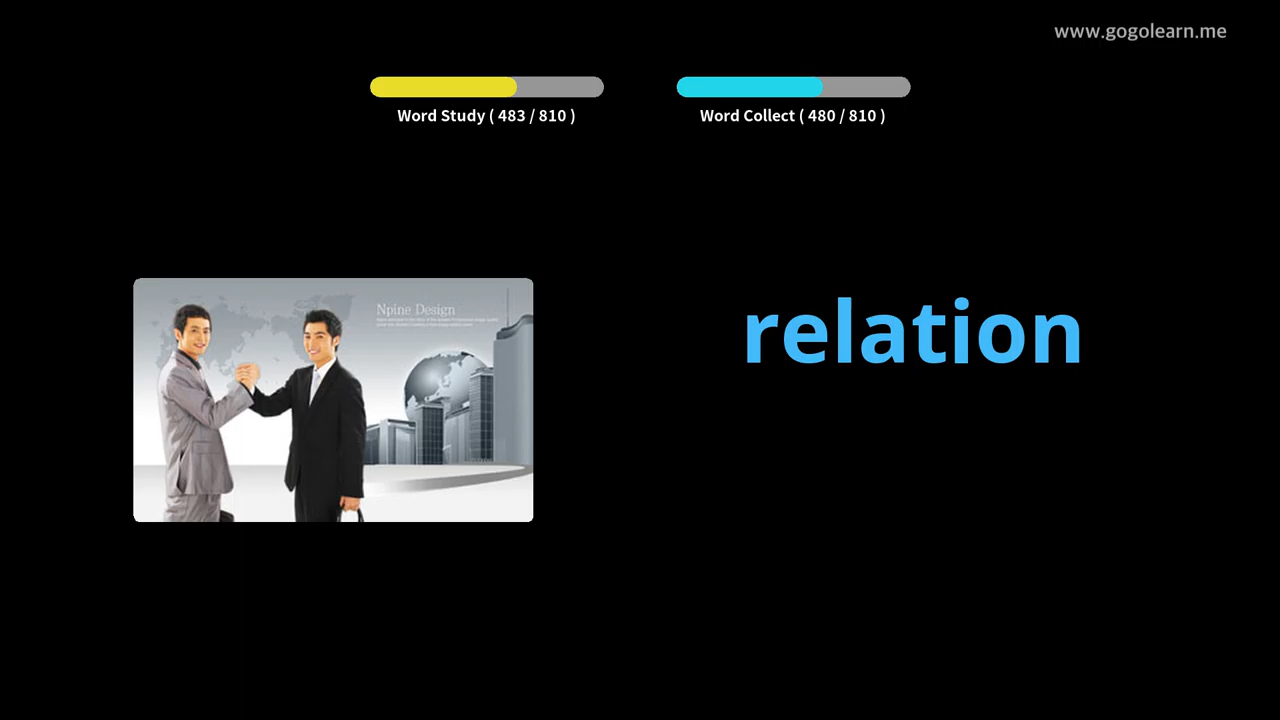 www.gogolearn.me
Word Study ( 483 / 810 )
Word Collect ( 480 / 810 )
Npine Design
relation